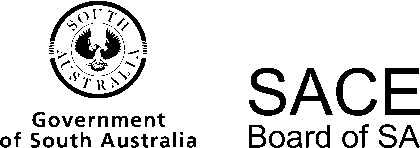 SOUTH
AUSTRALIA
Government
of South Australia
SACE
Board of SA